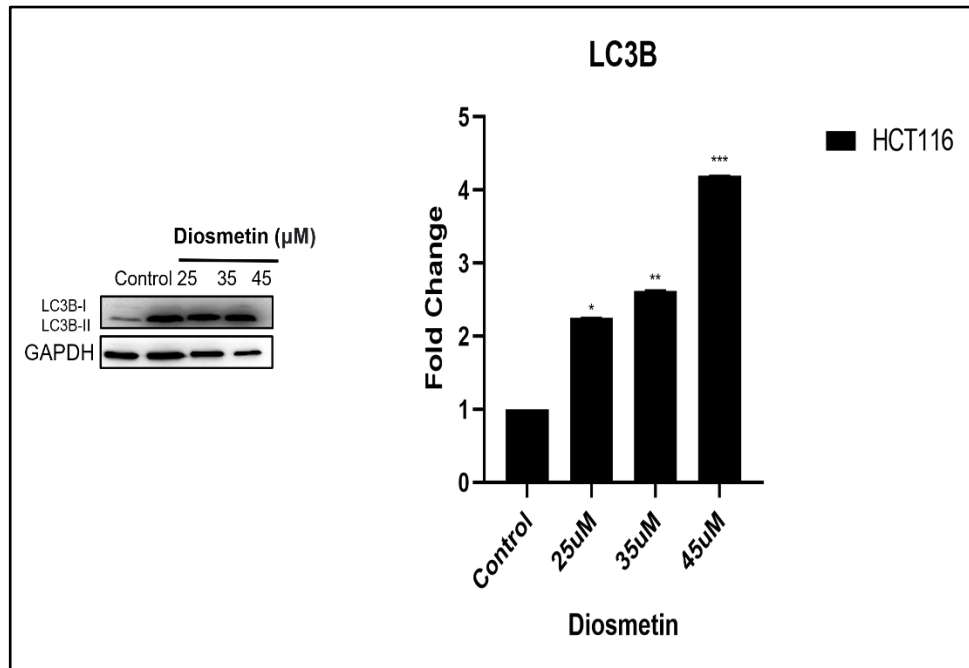 LC3B
HCT116
Diosmetin (µM)
Control 25 35 45
LC3B-I
LC3B-II
GAPDH
Fold Change
5
4
3
2
1
0
*
**
***
Control
25uM
35uM
45uM
Diosmetin